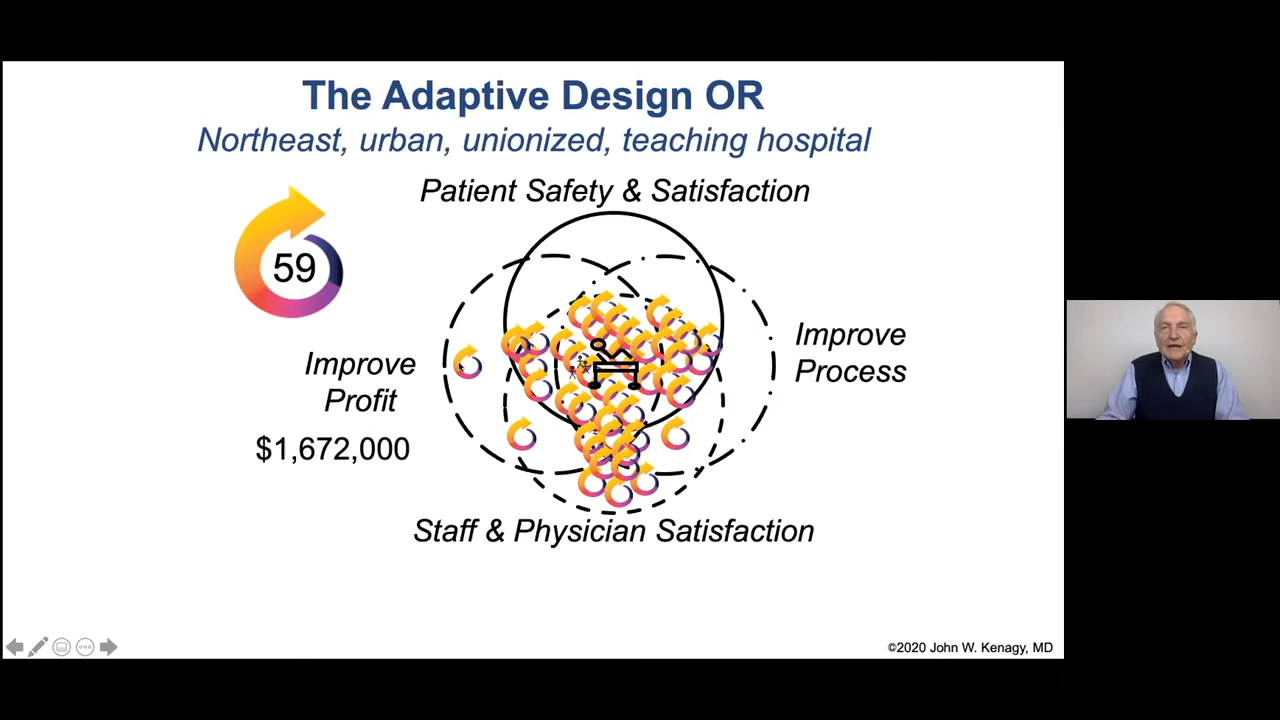 The Adaptive Design OR
Northeast, urban, unionized, teaching hospital
Patient Safety & Satisfaction
59
Improve
Profit
$1,672,000
Improve
Process
Staff & Physician Satisfaction
©2020 John W. Kenagy, MD